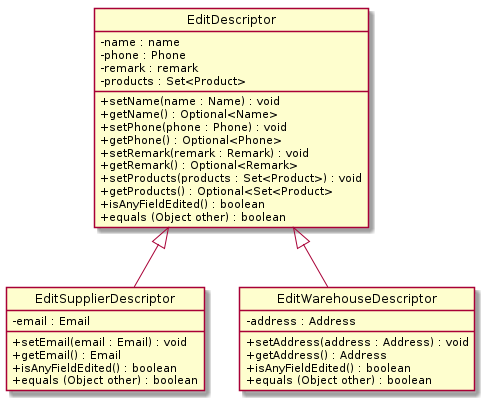 EditDescriptor
-name : name
-phone : Phone
-remark : remark
-products : Set<Product>
+setName(name : Name) : void
+getName() : Optional<Name>
+setPhone(phone : Phone) : void
+getPhone() : Optional<Phone>
+setRemark(remark : Remark) : void
+getRemark() : Optional<Remark>
+setProducts(products : Set<Product>) : void
+getProducts() : Optional<Set<Product>
+isAnyFieldEdited() : boolean
+equals (Object other) : boolean
EditSupplierDescriptor
-email : Email
+setEmail(email : Email) : void
+getEmail() : Email
+isAnyFieldEdited() : boolean
+equals (Object other) : boolean
EditWarehouseDescriptor
-address : Address
+setAddress(address : Address) : void
+getAddress() : Address
+isAnyFieldEdited() : boolean
+equals (Object other) : boolean